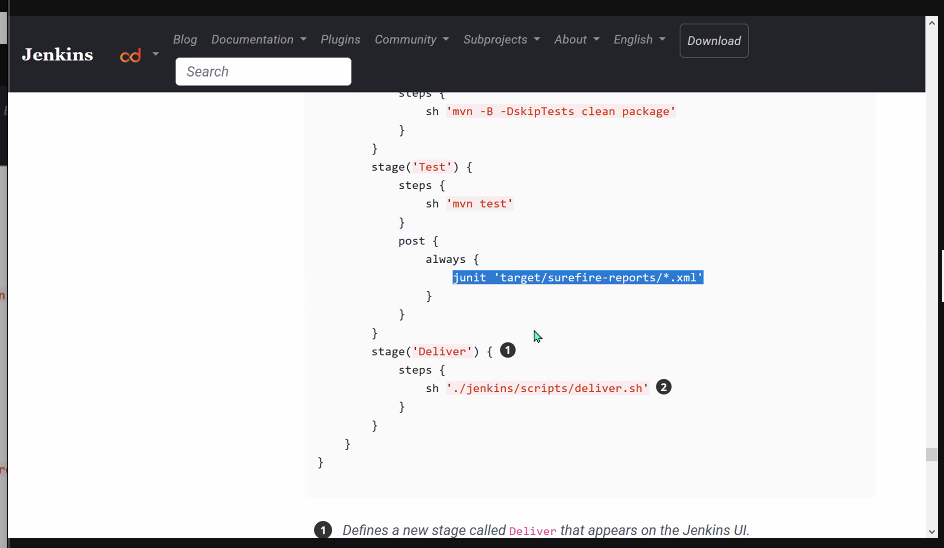 Blog Documentation Plugins Community Subprojects About English Download
Jenkins cd
Search
steps {
sh 'mvn -B -DskipTests clean package'
}
}
stage('Test') {
steps {
sh 'mvn test'
}
post {
always {
junit 'target/surefire-reports/*.xml'
}
}
}
stage('Deliver') { 1
steps {
sh './jenkins/scripts/deliver.sh' 2
}
}
}
}
1 Defines a new stage called Deliver that appears on the Jenkins UI.